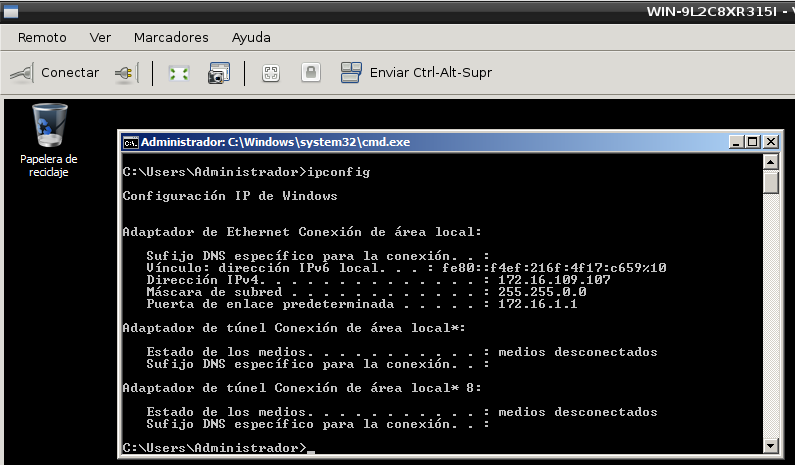 WIN-9L2C8XR315I - V
Remoto Ver Marcadores Ayuda
Conectar Enviar Ctrl-Alt-Supr
Papelera de
reciclaje
Administrador: C:\Windows\system32\cmd.exe
C:\Users\Administrador>ipconfig
Configuración IP de Windows
Adaptador de Ethernet Conexión de área local:
Sufijo DNS específico para la conexión. . :
Vínculo: dirección IPv6 local. . . : fe80::f4ef:216f:4f17:c659%10
Dirección IPv4. . . . . . . . . . . . . . : 172.16.109.107
Máscara de subred . . . . . . . . . . . . : 255.255.0.0
Puerta de enlace predeterminada . . . . . : 172.16.1.1
Adaptador de túnel Conexión de área local*:
Estado de los medios. . . . . . . . . . . : medios desconectados
Sufijo DNS específico para la conexión. . :
Adaptador de túnel Conexión de área local* 8:
Estado de los medios. . . . . . . . . . . : medios desconectados
Sufijo DNS específico para la conexión. . :
C:\Users\Administrador>_